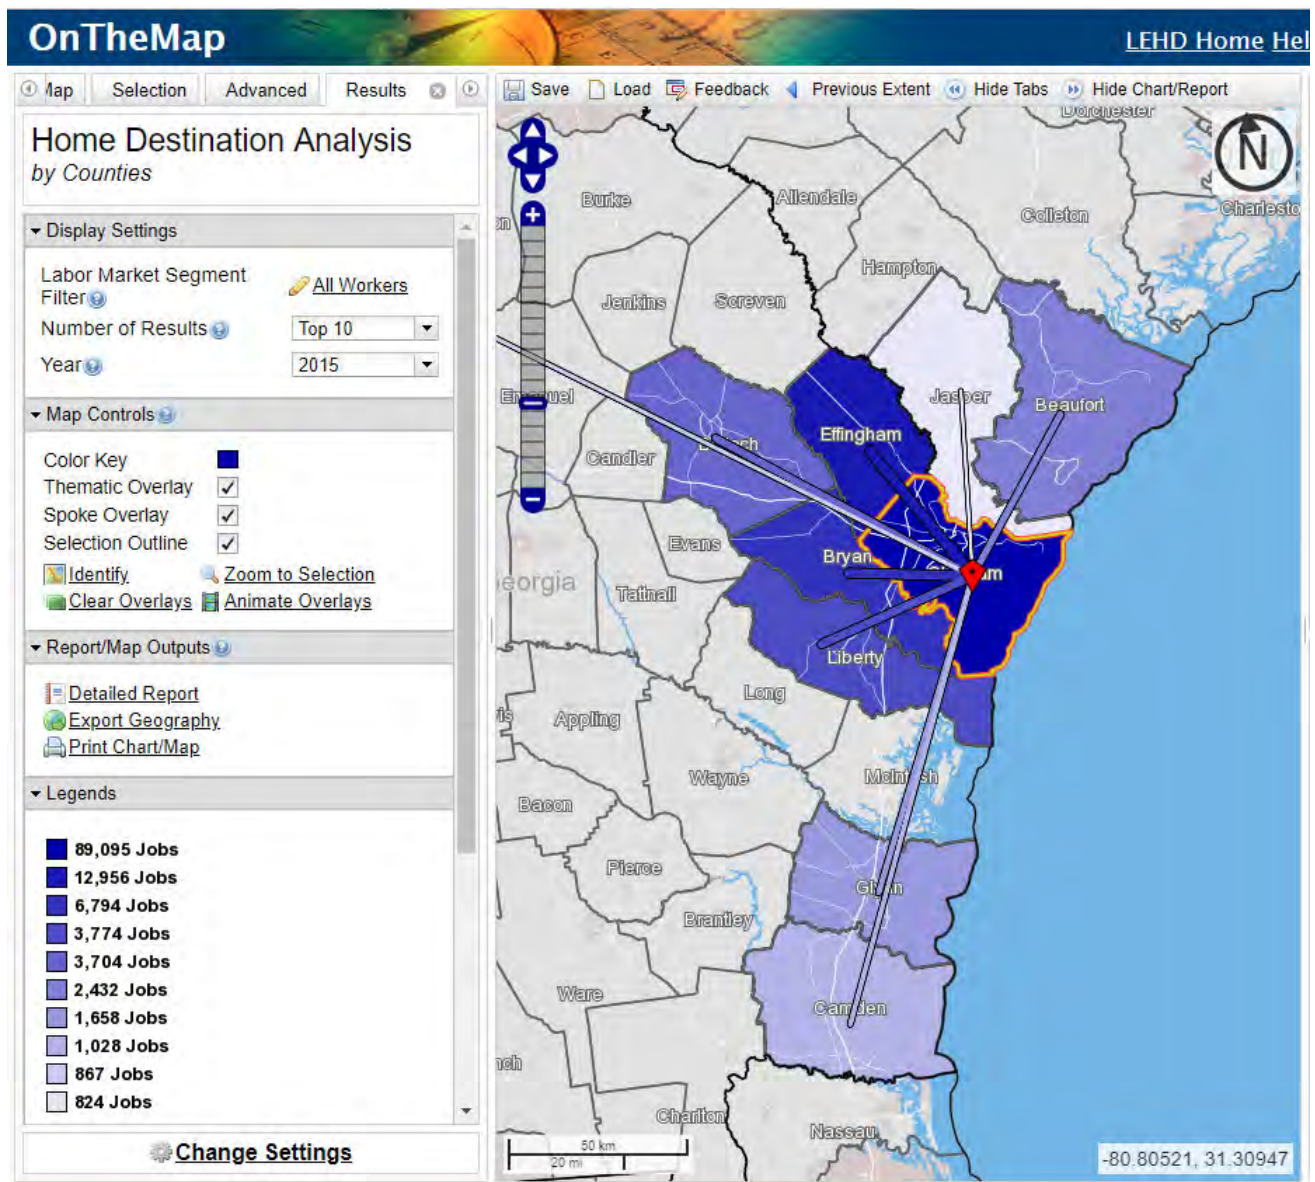 OnTheMap
LEHD Home Hel
Map
Selection
Advanced
Results
Save
Load
Feedback
Previous Extent
Hide Tabs
Hide Chart/Report
Home Destination Analysis
by Counties
Display Settings
Labor Market Segment
Filter
All Workers
Number of Results
Top 10
Year
2015
Map Controls
Color Key
Thematic Overlay
Spoke Overlay
Selection Outline
Identify
Zoom to Selection
Clear Overlays
Animate Overlays
Report/Map Outputs
Detailed Report
Export Geography
Print Chart/Map
Legends
89,095 Jobs
12,956 Jobs
6,794 Jobs
3,774 Jobs
3,704 Jobs
2,432 Jobs
1,658 Jobs
1,028 Jobs
867 Jobs
824 Jobs
Change Settings
Dorchester
N
Burke
Allendale
Colleton
Charlesto
Hampton
Jenkins
Screven
Jasper
Beaufort
Effingham
Candler
Evans
Bryan
eorgia
Tattnall
Liberty
Long
Appling
Wayne
McIntosh
Bacon
Pierce
Glynn
Brantley
Ware
Camden
nch
Charlton
Nassau
50 km
20 mi
-80.80521, 31.30947